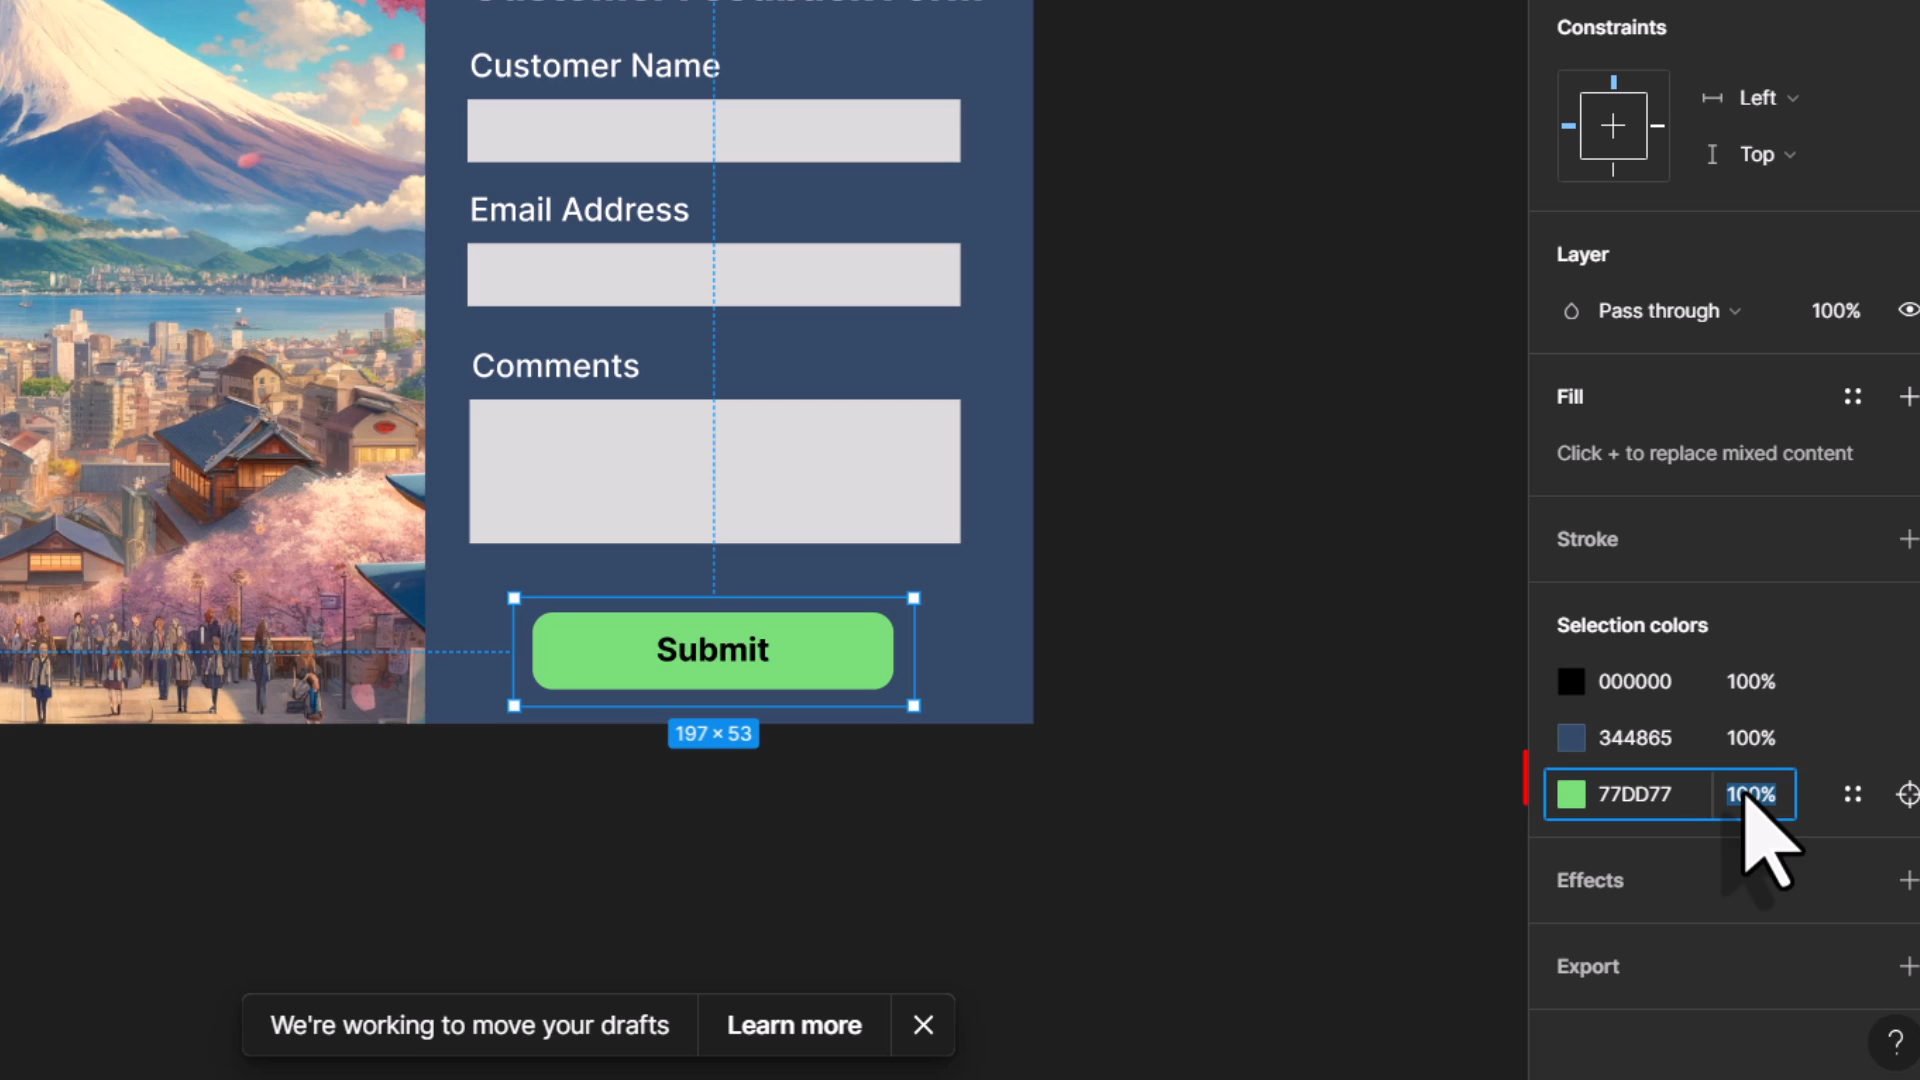 Customer Name
Email Address
Comments
Submit
197 × 53
We're working to move your drafts
Learn more
Constraints
Left
Top
Layer
Pass through
100%
Fill
Click + to replace mixed content
Stroke
Selection colors
000000
100%
344865
100%
77DD77
100%
Effects
Export
?